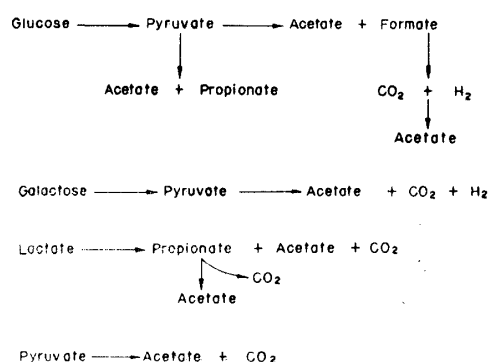 Glucose → Pyruvate → Acetate + Formate
Acetate + Propionate CO₂ + H₂
Acetate
Galactose → Pyruvate → Acetate + CO₂ + H₂
Lactate → Propionate + Acetate + CO₂
CO₂
Acetate
Pyruvate → Acetate + CO₂